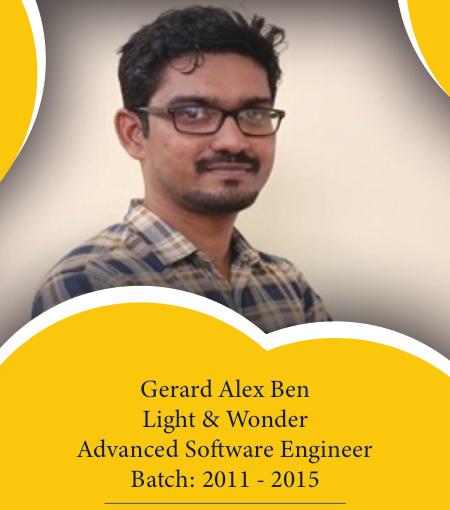 Gerard Alex Ben
Light & Wonder
Advanced Software Engineer
Batch: 2011 - 2015